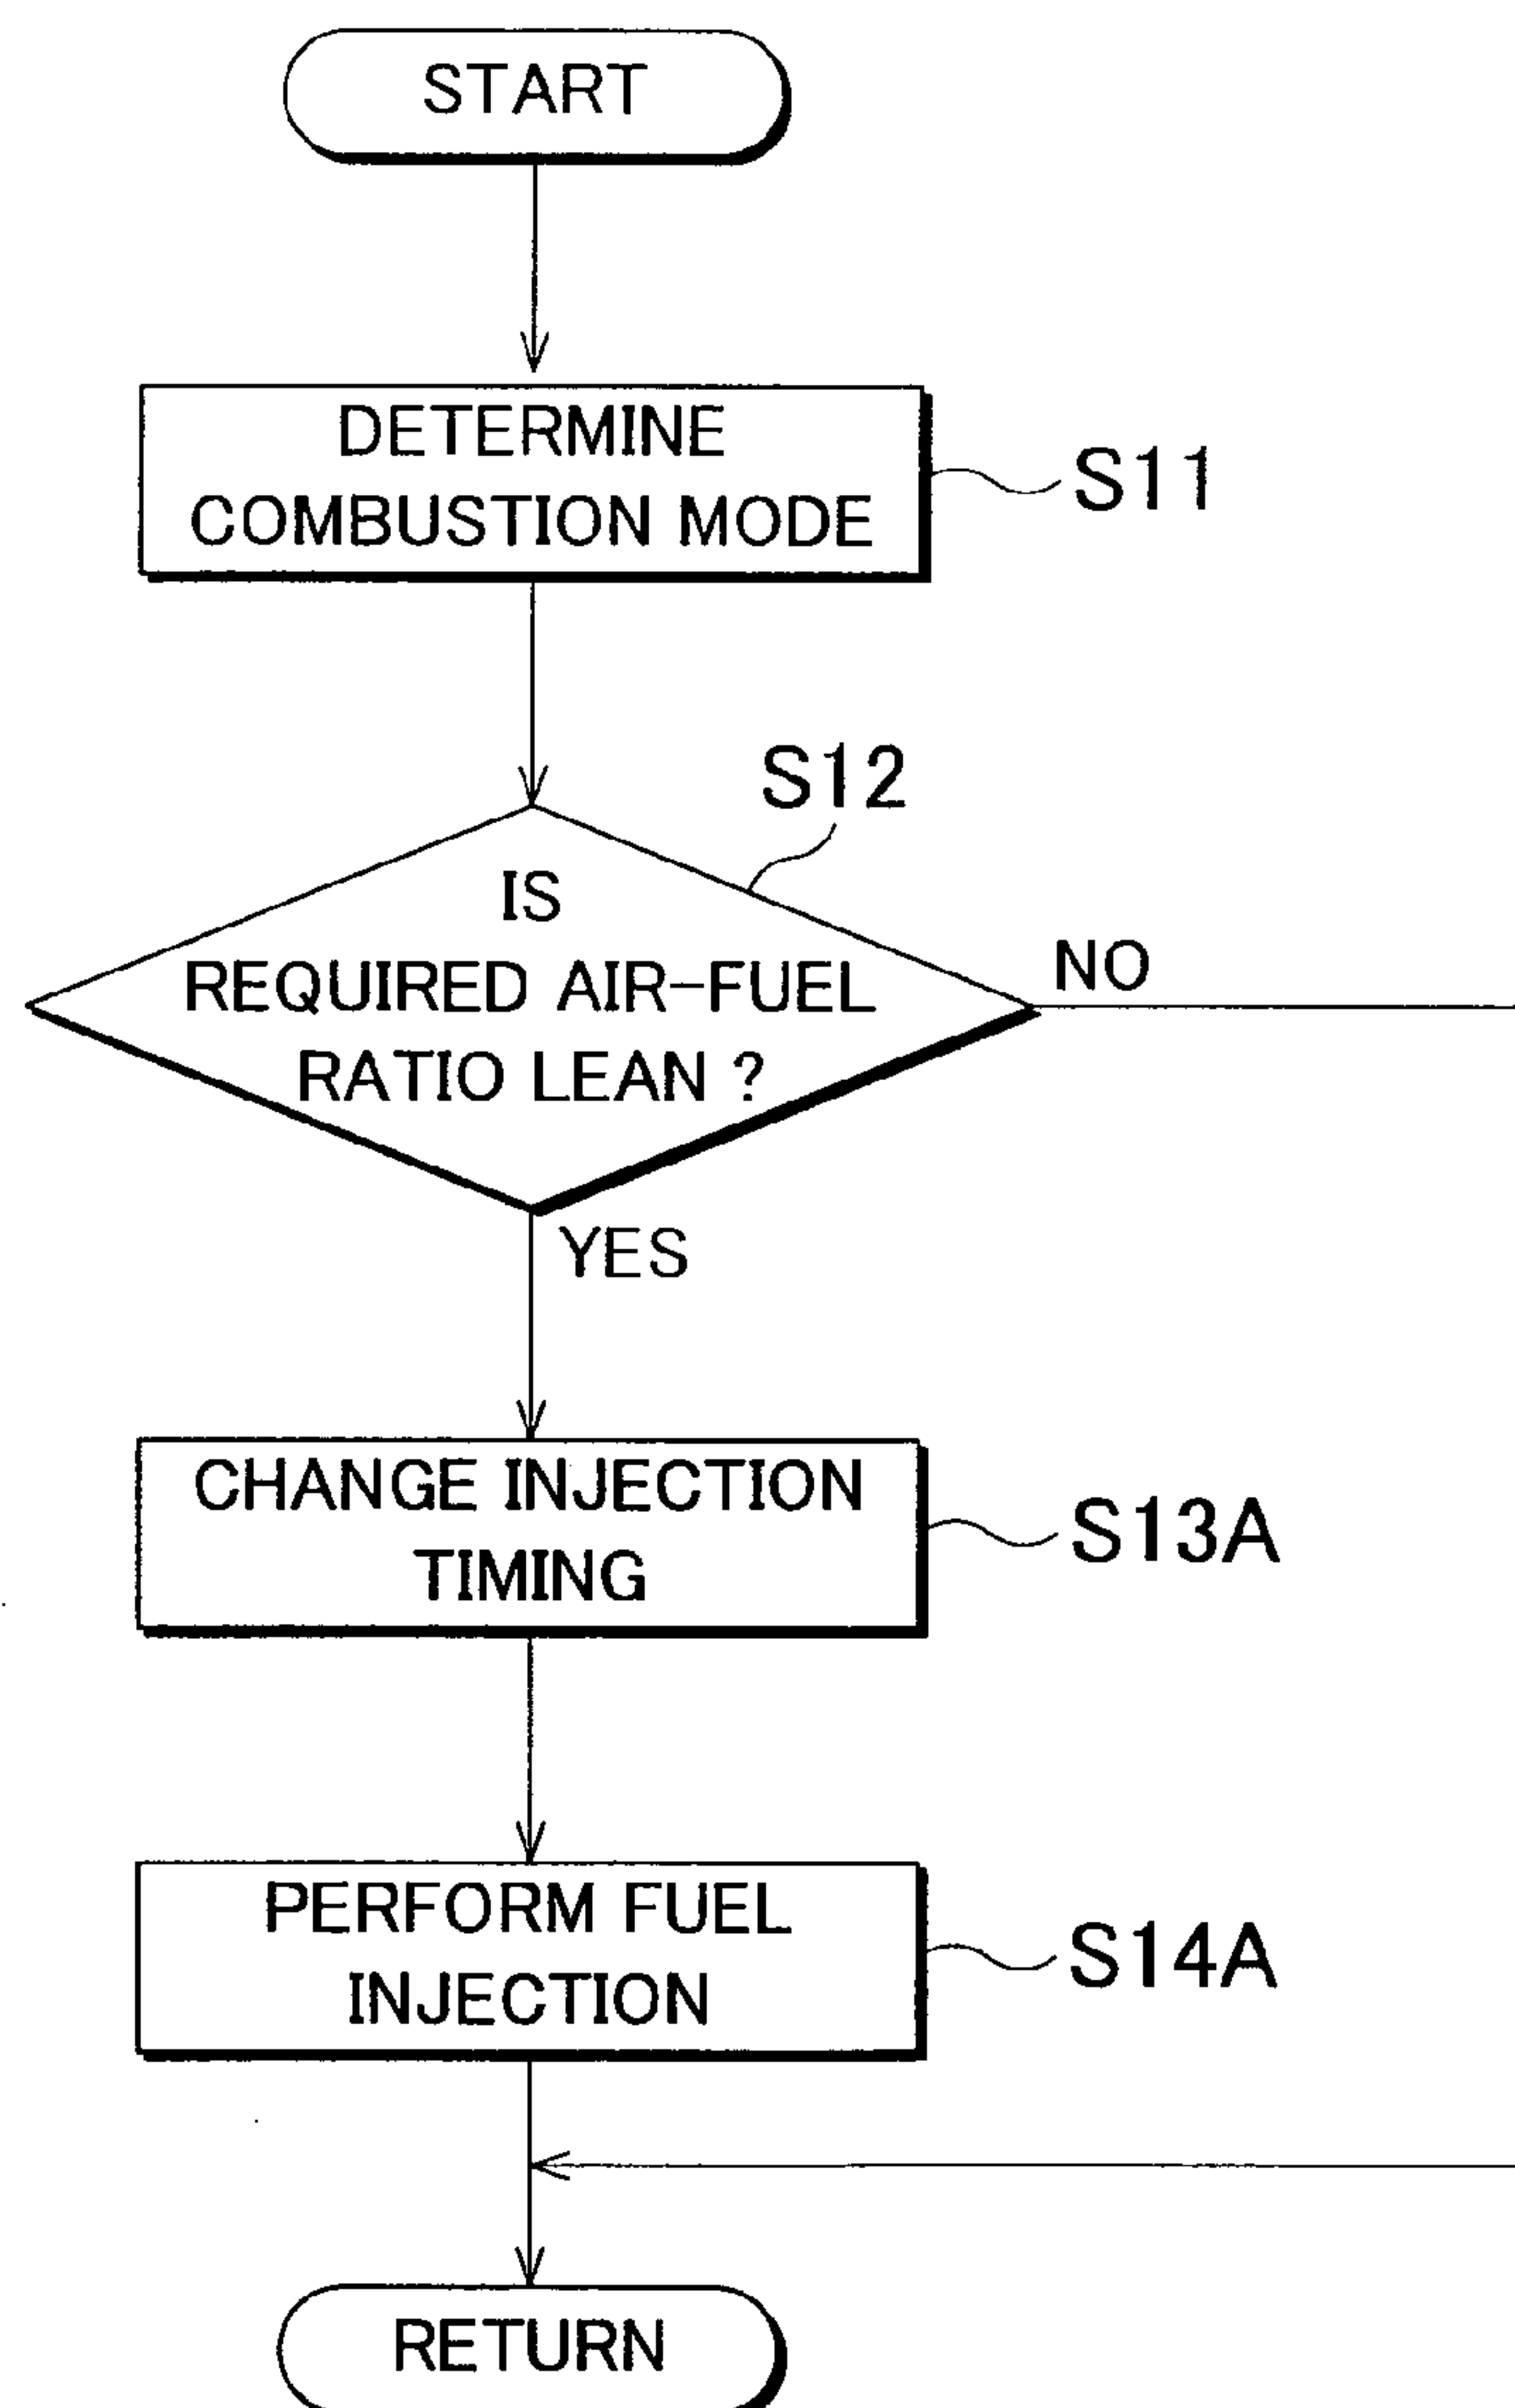 START
DETERMINE
COMBUSTION MODE
S11
S12
IS
REQUIRED AIR-FUEL
RATIO LEAN ?
NO
YES
CHANGE INJECTION
TIMING
S13A
PERFORM FUEL
INJECTION
S14A
RETURN